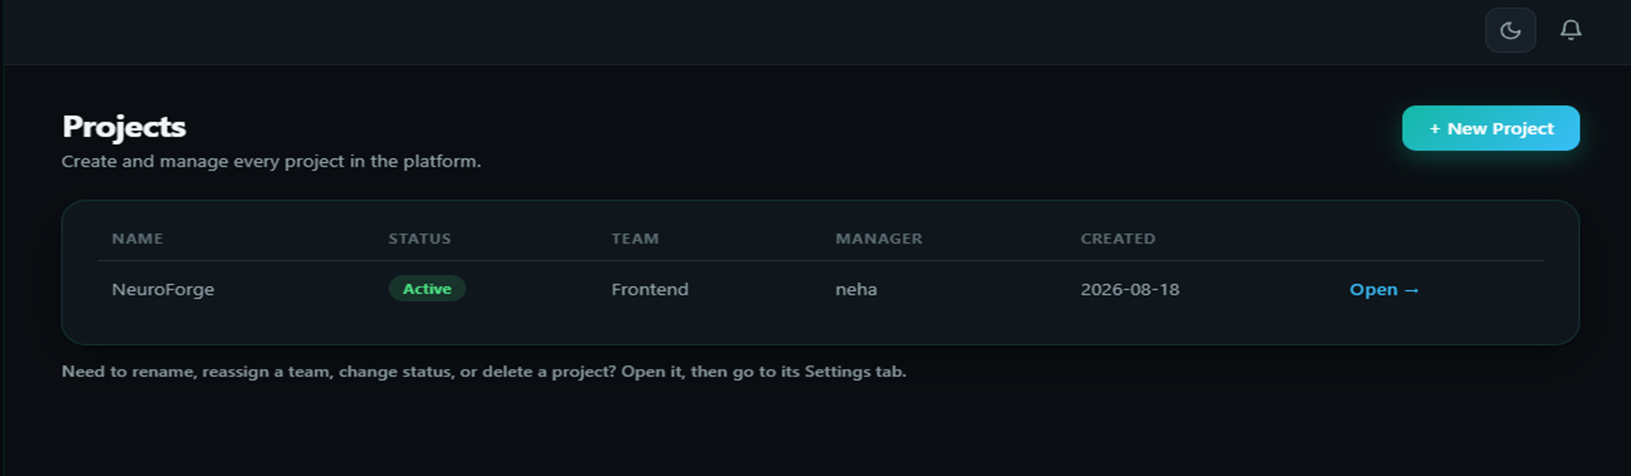 Projects
+ New Project
Create and manage every project in the platform.
NAME STATUS TEAM MANAGER CREATED
NeuroForge Active Frontend neha 2026-08-18 Open →
Need to rename, reassign a team, change status, or delete a project? Open it, then go to its Settings tab.